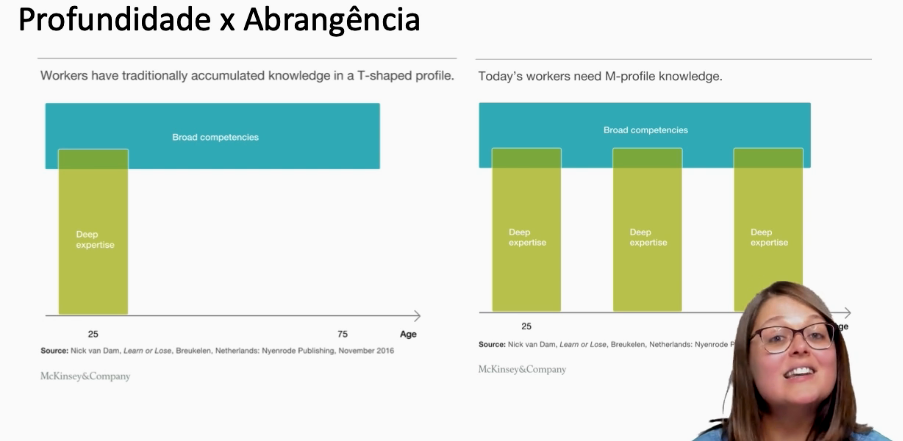 Profundidade x Abrangência
Workers have traditionally accumulated knowledge in a T-shaped profile.
Broad competencies
Deep
expertise
25 75 Age
Source: Nick van Dam, Learn or Lose, Breukelen, Netherlands: Nyenrode Publishing, November 2016
McKinsey&Company
Today's workers need M-profile knowledge.
Broad competencies
Deep
expertise
Deep
expertise
Deep
expertise
25
Source: Nick van Dam, Learn or Lose, Breukelen, Netherlands: Nyenrode
McKinsey&Company